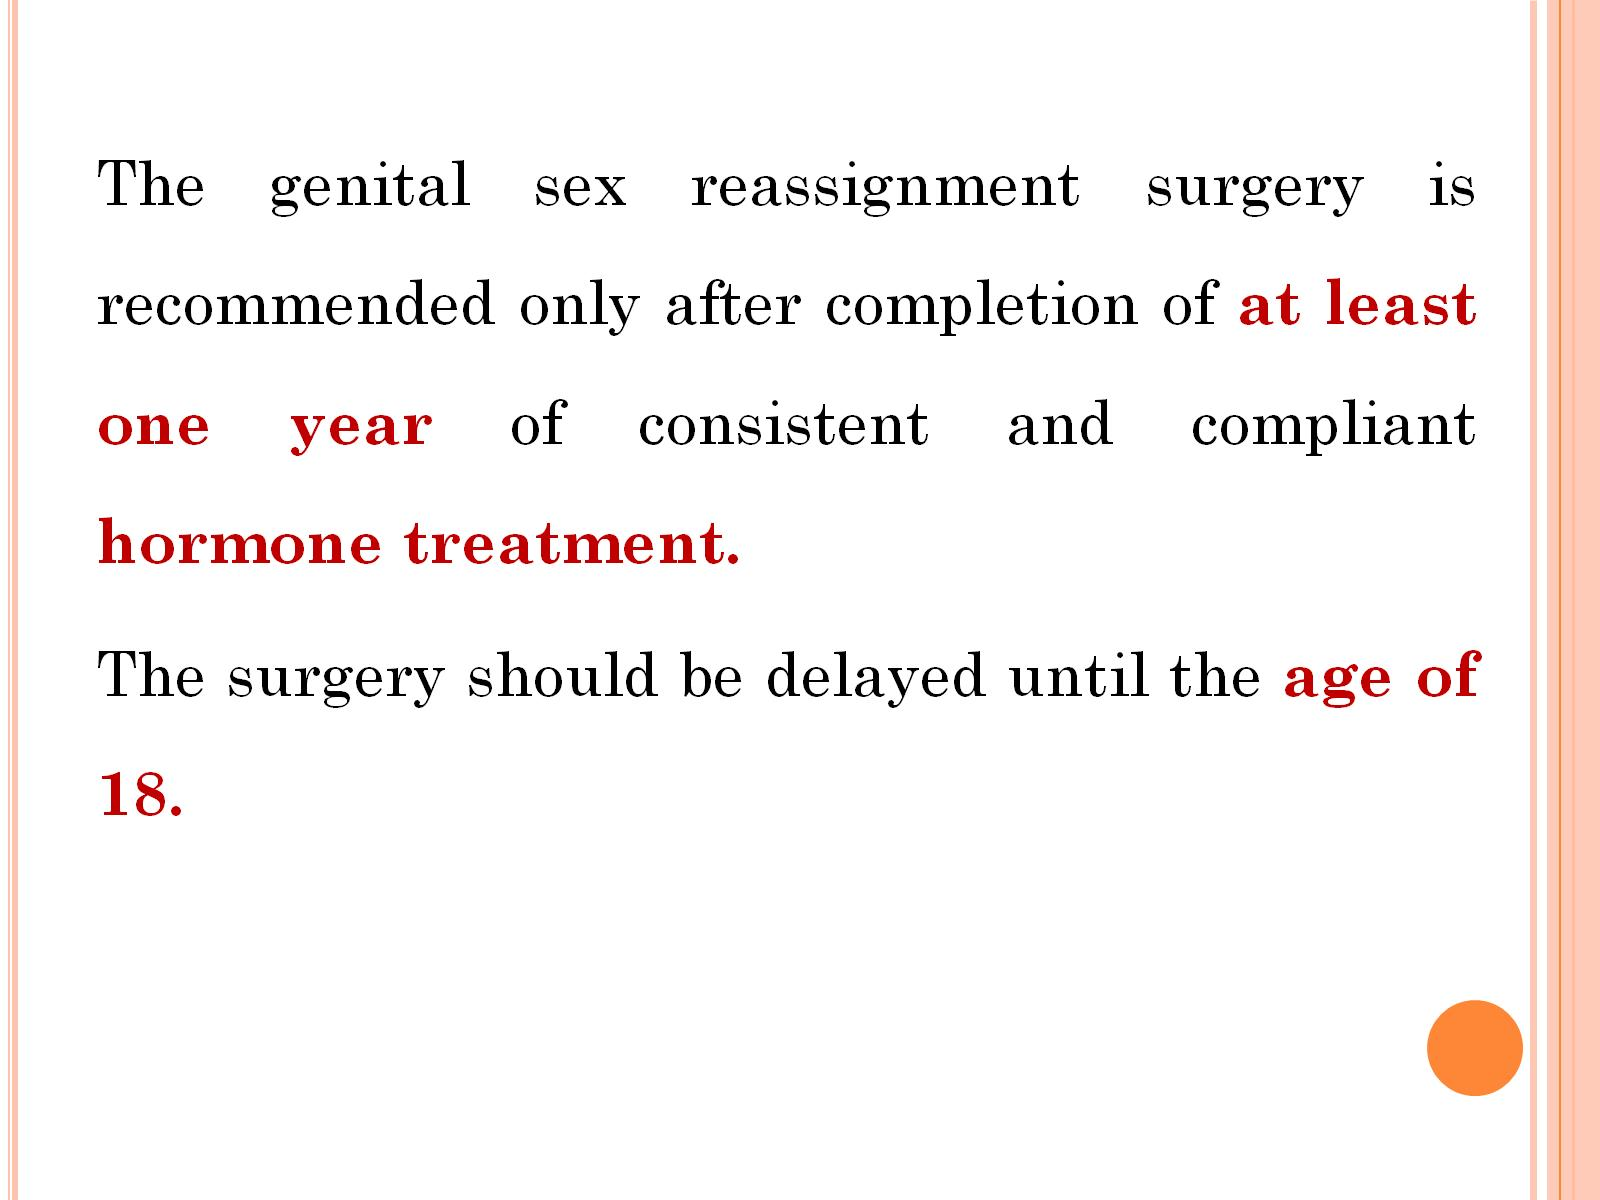 The genital sex reassignment surgery is
recommended only after completion of at least
one year of consistent and compliant
hormone treatment.
The surgery should be delayed until the age of
18.